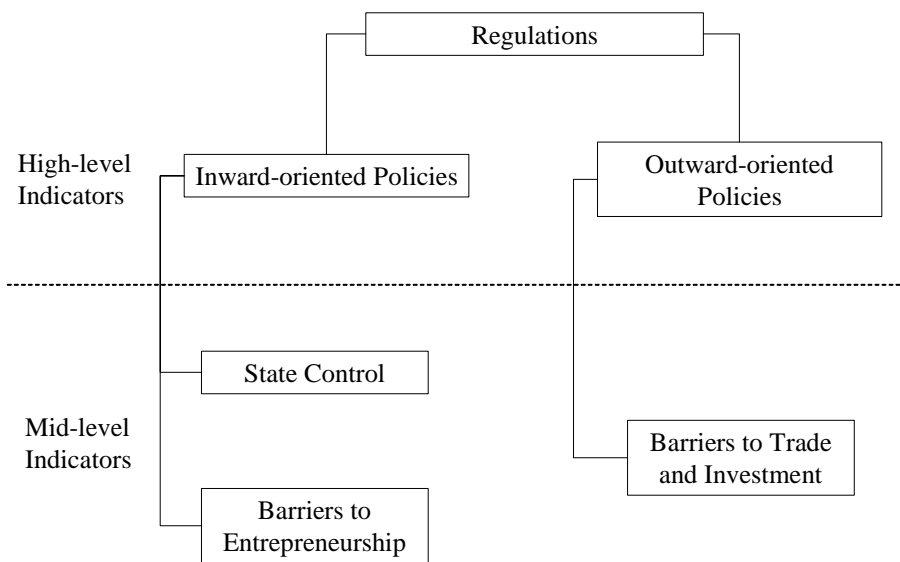 Regulations
High-level
Indicators
Inward-oriented Policies
Outward-oriented
Policies
State Control
Mid-level
Indicators
Barriers to Trade
and Investment
Barriers to
Entrepreneurship